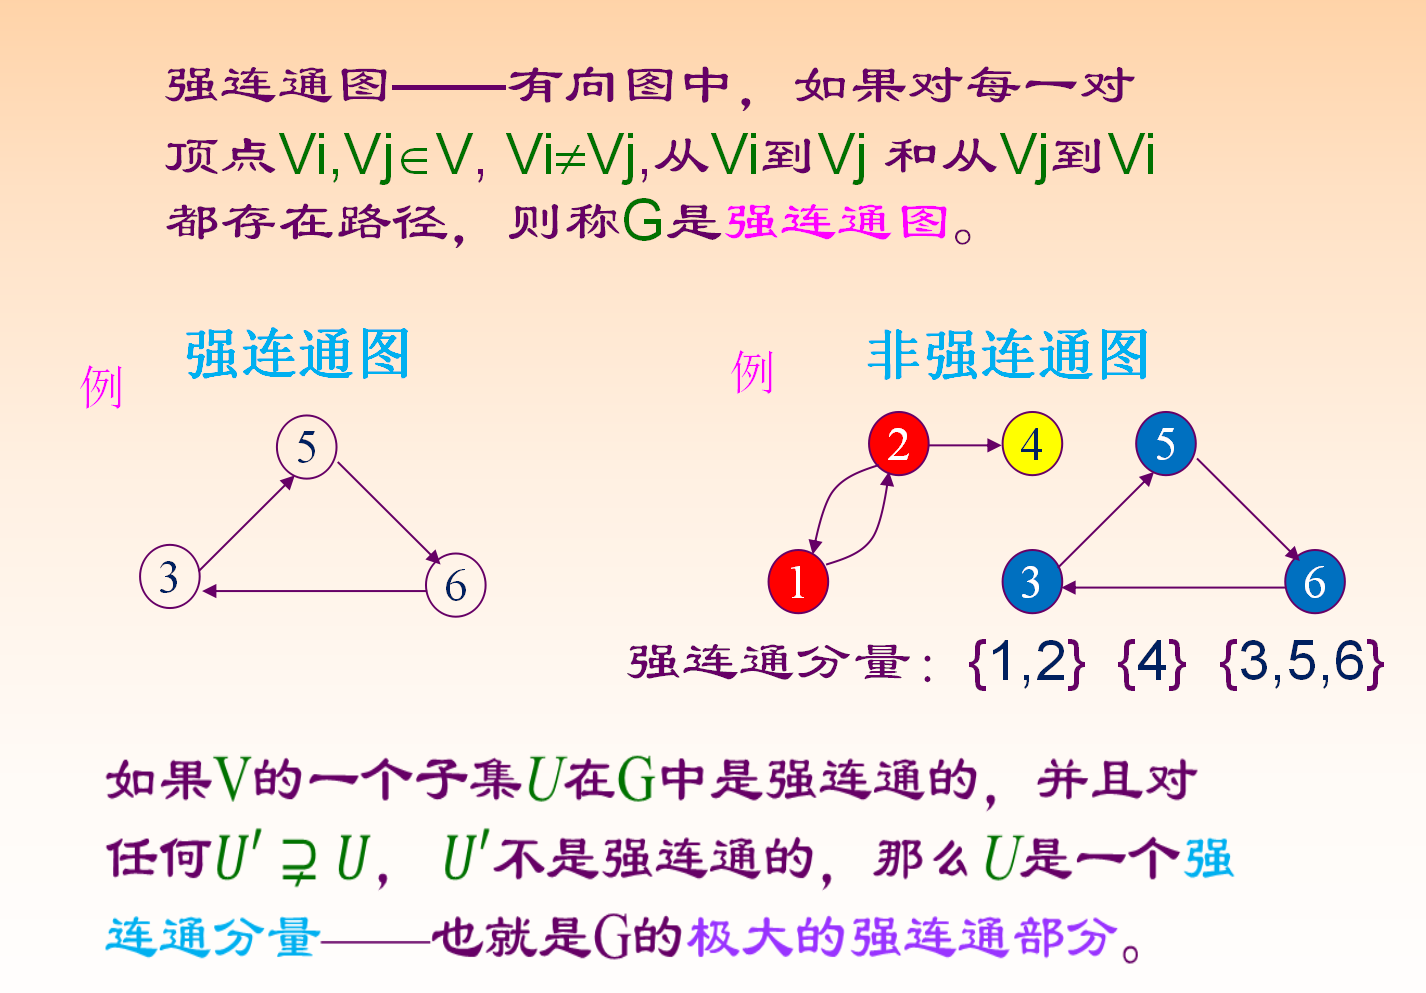 强连通图——有向图中，如果对每一对
顶点Vi,Vj∈V, Vi≠Vj,从Vi到Vj 和从Vj到Vi
都存在路径，则称G是强连通图。
例 强连通图
5
3
6
例 非强连通图
2 4 5
1 3 6
强连通分量：{1,2} {4} {3,5,6}
如果V的一个子集U在G中是强连通的，并且对
任何U′⊋U， U′不是强连通的，那么U是一个强
连通分量——也就是G的极大的强连通部分。